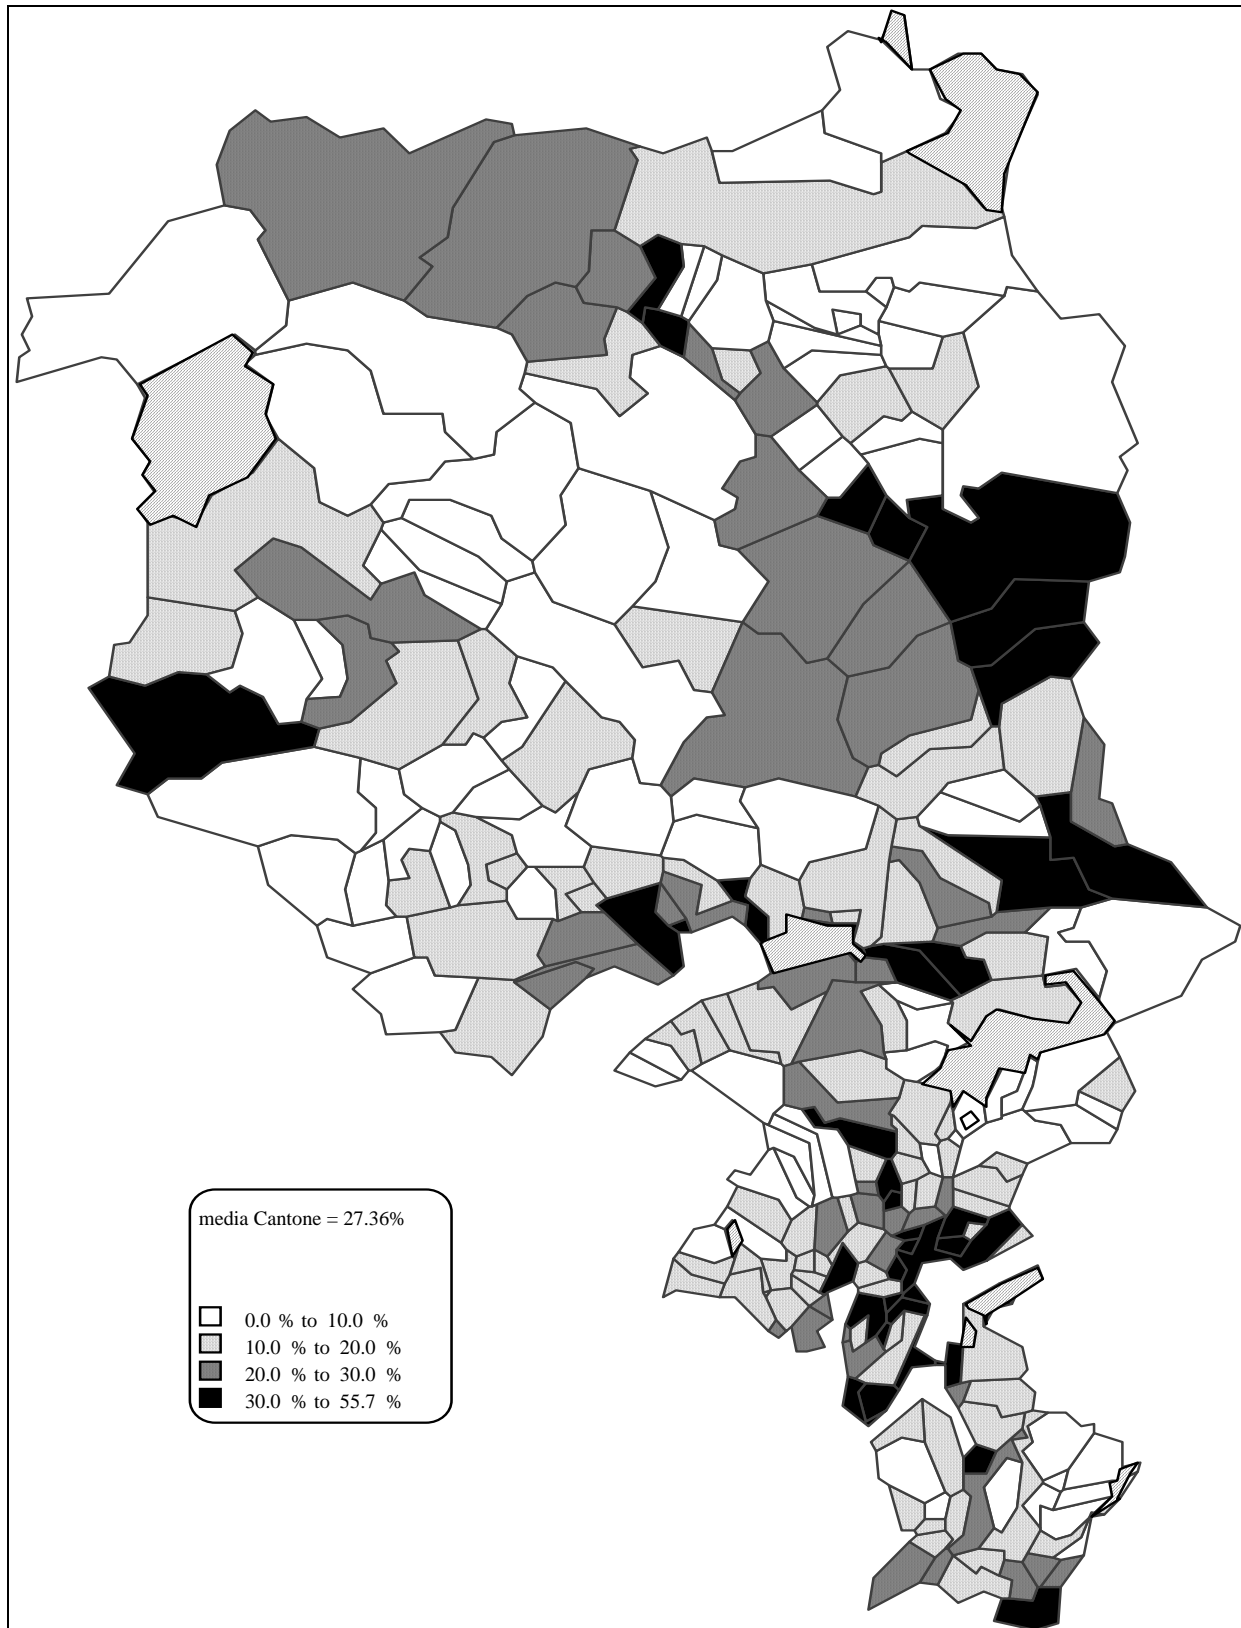 media Cantone = 27.36%
0.0 % to 10.0 %
10.0 % to 20.0 %
20.0 % to 30.0 %
30.0 % to 55.7 %